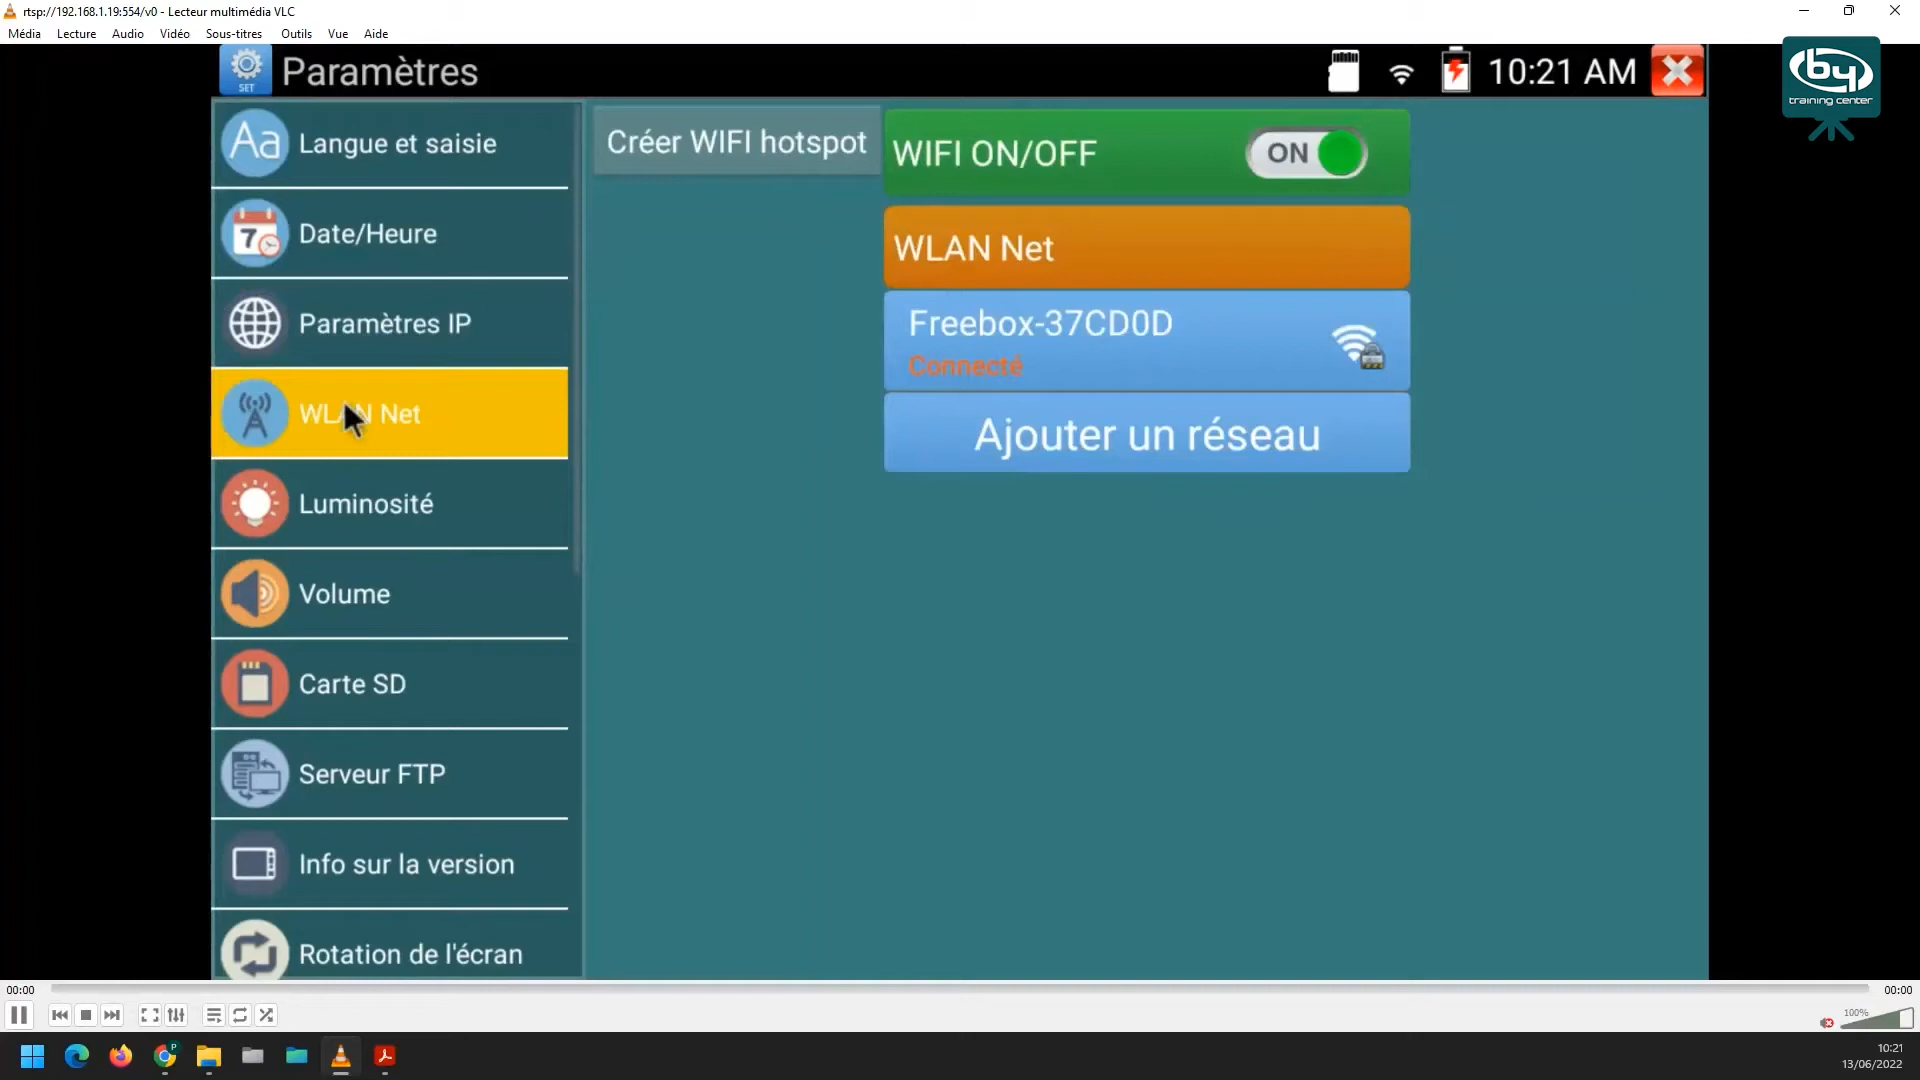 rtsp://192.168.1.19:554/v0 - Lecteur multimédia VLC
Média Lecture Audio Vidéo Sous-titres Outils Vue Aide
SET
Paramètres
10:21 AM
by
training center
Aa Langue et saisie
7 Date/Heure
Paramètres IP
WLAN Net
Luminosité
Volume
Carte SD
Serveur FTP
Info sur la version
Rotation de l'écran
Créer WIFI hotspot
WIFI ON/OFF
ON
WLAN Net
Freebox-37CD0D
Connecté
Ajouter un réseau
00:00
00:00
100%
P
10:21
13/06/2022